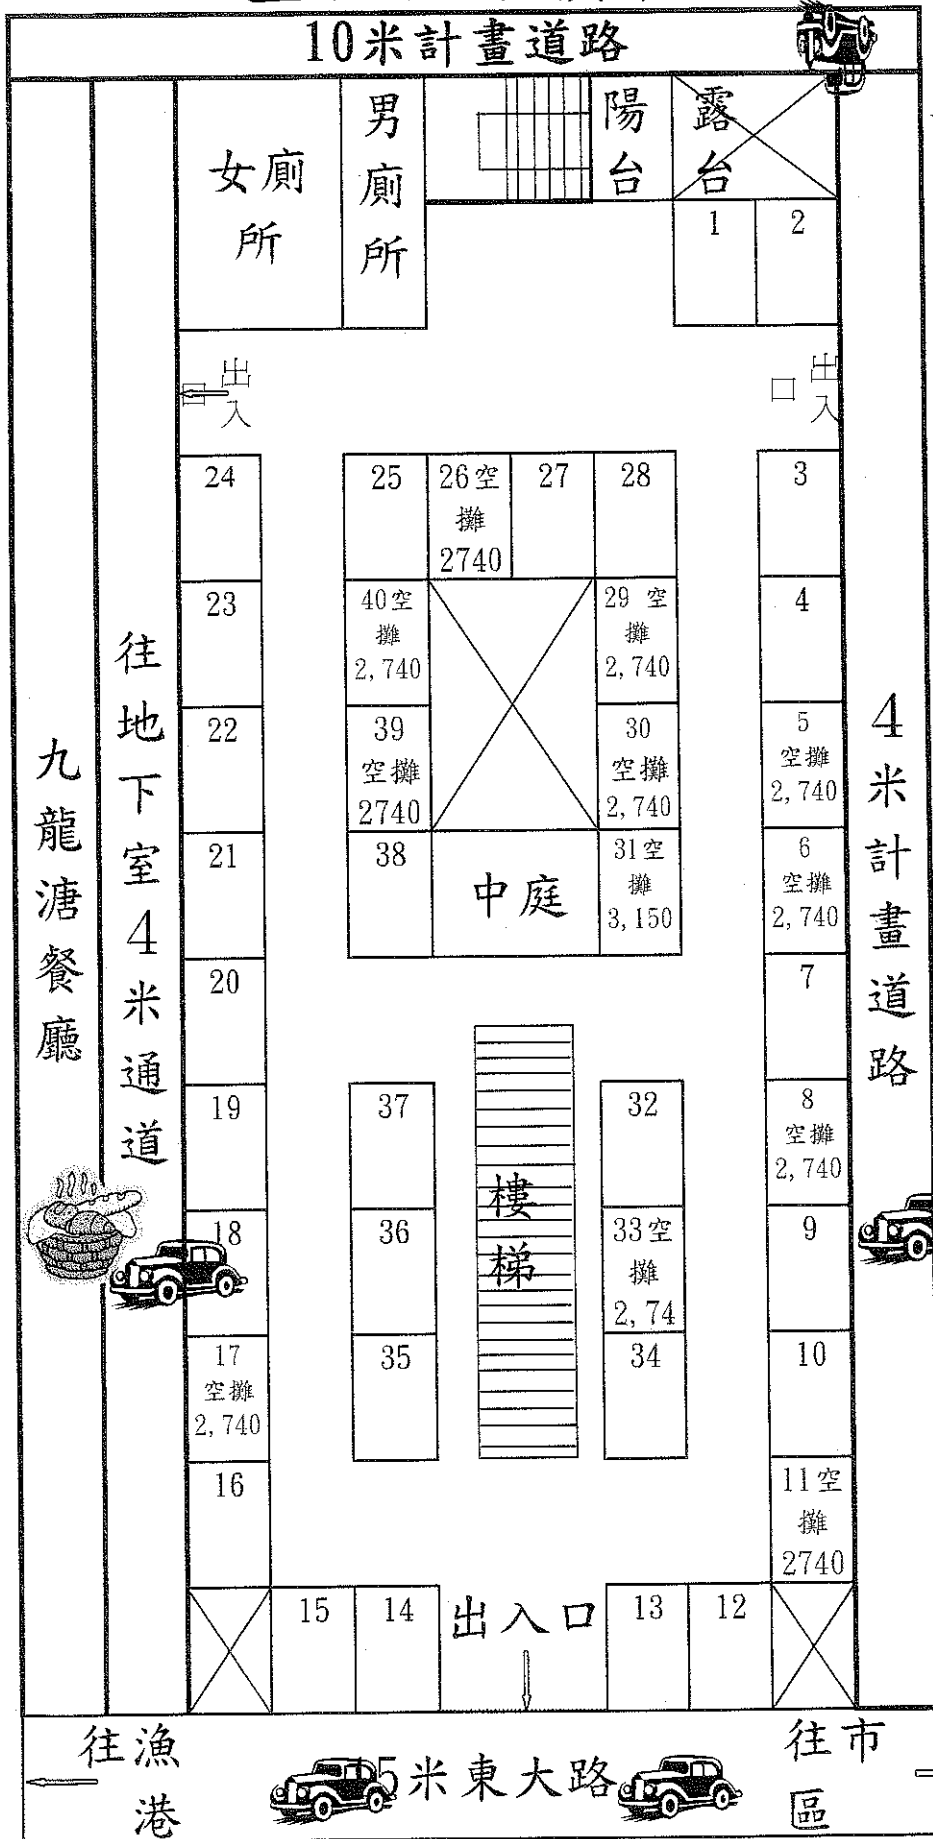 10米計畫道路
女廁所
男廁所
陽台
露台
1
2
出入口
出入口
24
25
26空攤
2740
27
28
3
23
40空攤
2,740
29 空攤
2,740
4
22
39
空攤
2740
30
空攤
2,740
5
空攤
2,740
21
38
中庭
31空攤
3,150
6
空攤
2,740
20
7
九龍溏餐廳
往地下室4米通道
4米計畫道路
19
37
樓梯
32
8
空攤
2,740
18
36
33空攤
2,74
9
17
空攤
2,740
35
34
10
16
11空攤
2740
15
14
出入口
13
12
往漁港
5米東大路
往市區